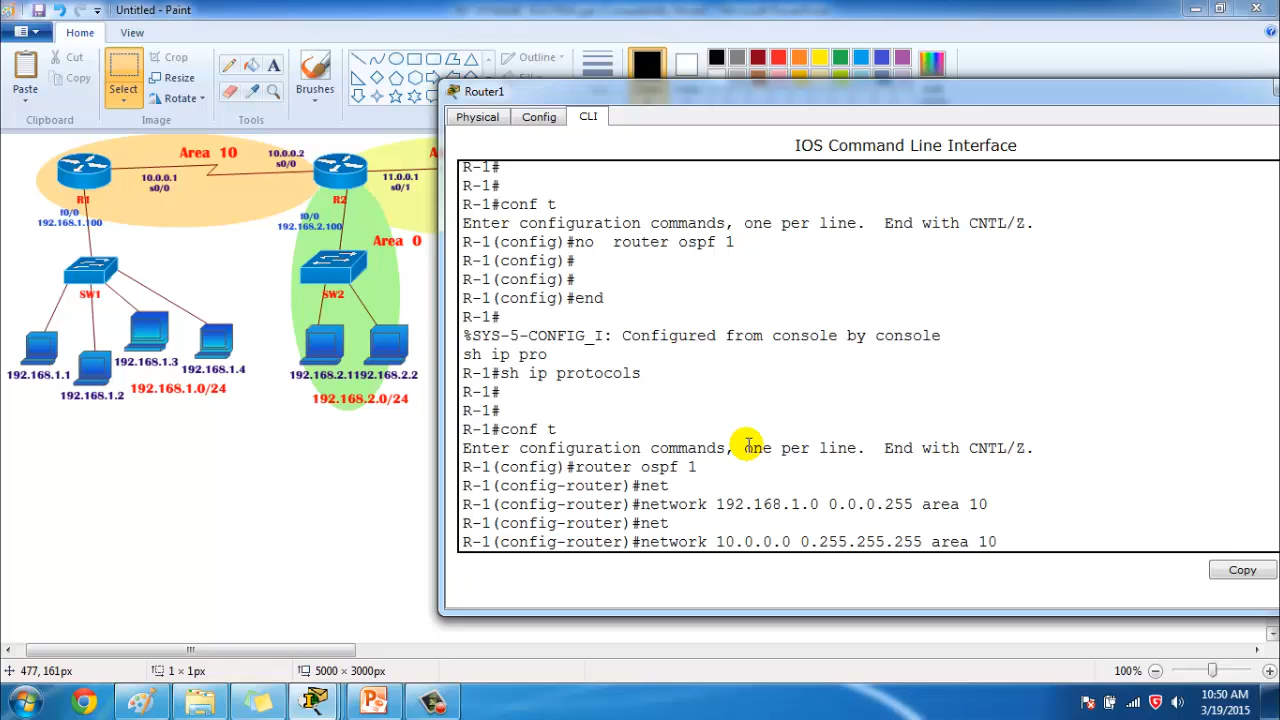 Untitled - Paint
Home
View
Paste
Cut
Copy
Clipboard
Select
Crop
Resize
Rotate
Image
Tools
Brushes
Outline
Router1
Physical
Config
CLI
IOS Command Line Interface
R-1#
R-1#
R-1#conf t
Enter configuration commands, one per line.  End with CNTL/Z.
R-1(config)#no  router ospf 1
R-1(config)#
R-1(config)#
R-1(config)#end
R-1#
%SYS-5-CONFIG_I: Configured from console by console
sh ip pro
R-1#sh ip protocols
R-1#
R-1#
R-1#conf t
Enter configuration commands, one per line.  End with CNTL/Z.
R-1(config)#router ospf 1
R-1(config-router)#net
R-1(config-router)#network 192.168.1.0 0.0.0.255 area 10
R-1(config-router)#net
R-1(config-router)#network 10.0.0.0 0.255.255.255 area 10
Copy
Area 10
10.0.0.2
s0/0
10.0.0.1
s0/0
11.0.0.1
s0/1
R1
R2
f0/0
192.168.1.100
f0/0
192.168.2.100
Area 0
SW1
SW2
192.168.1.1
192.168.1.2
192.168.1.3
192.168.1.4
192.168.1.0/24
192.168.2.1
192.168.2.2
192.168.2.0/24
477, 161px
1 × 1px
5000 × 3000px
100%
10:50 AM
3/19/2015